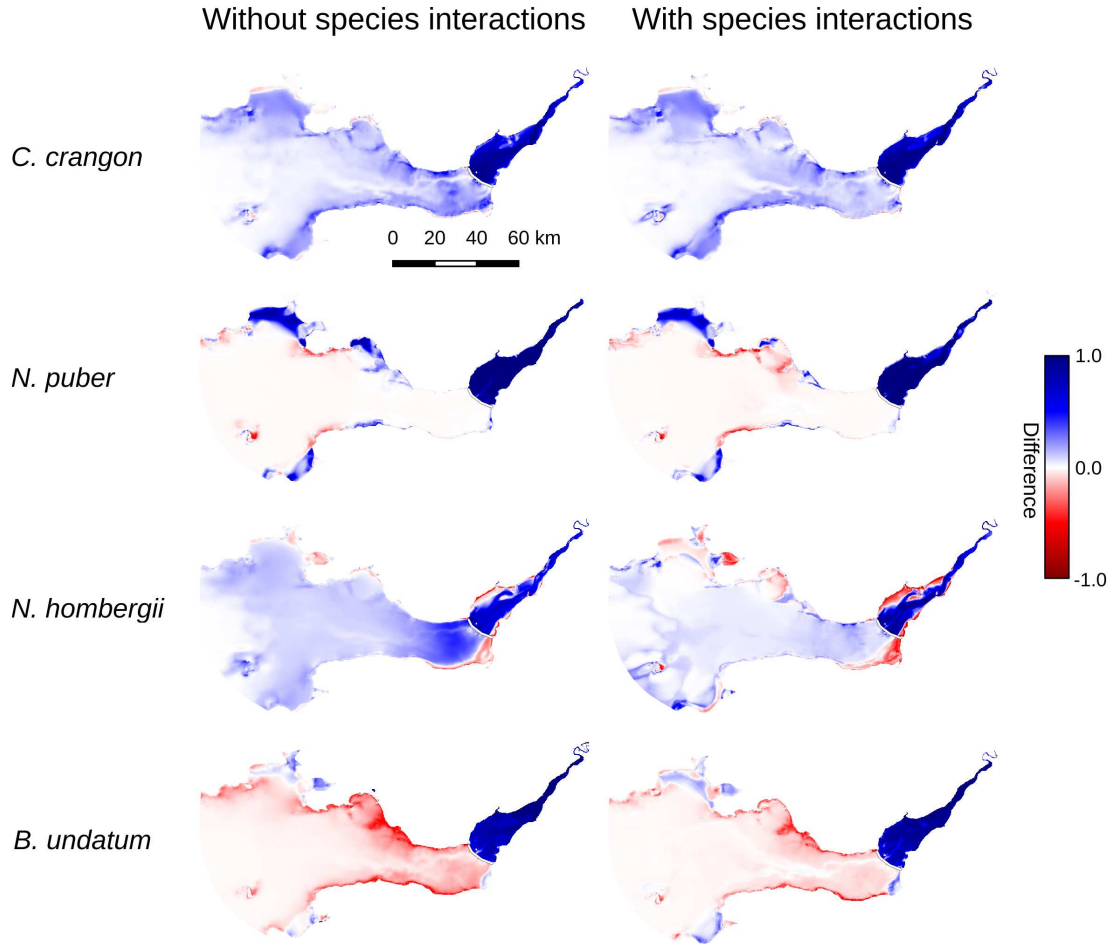 Without species interactions
With species interactions
C. crangon
0 20 40 60 km
N. puber
1.0
0.0
-1.0
Difference
N. hombergii
B. undatum